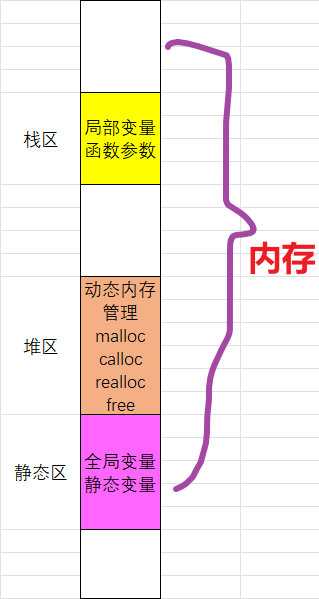 栈区
局部变量
函数参数
内存
堆区
动态内存
管理
malloc
calloc
realloc
free
静态区
全局变量
静态变量